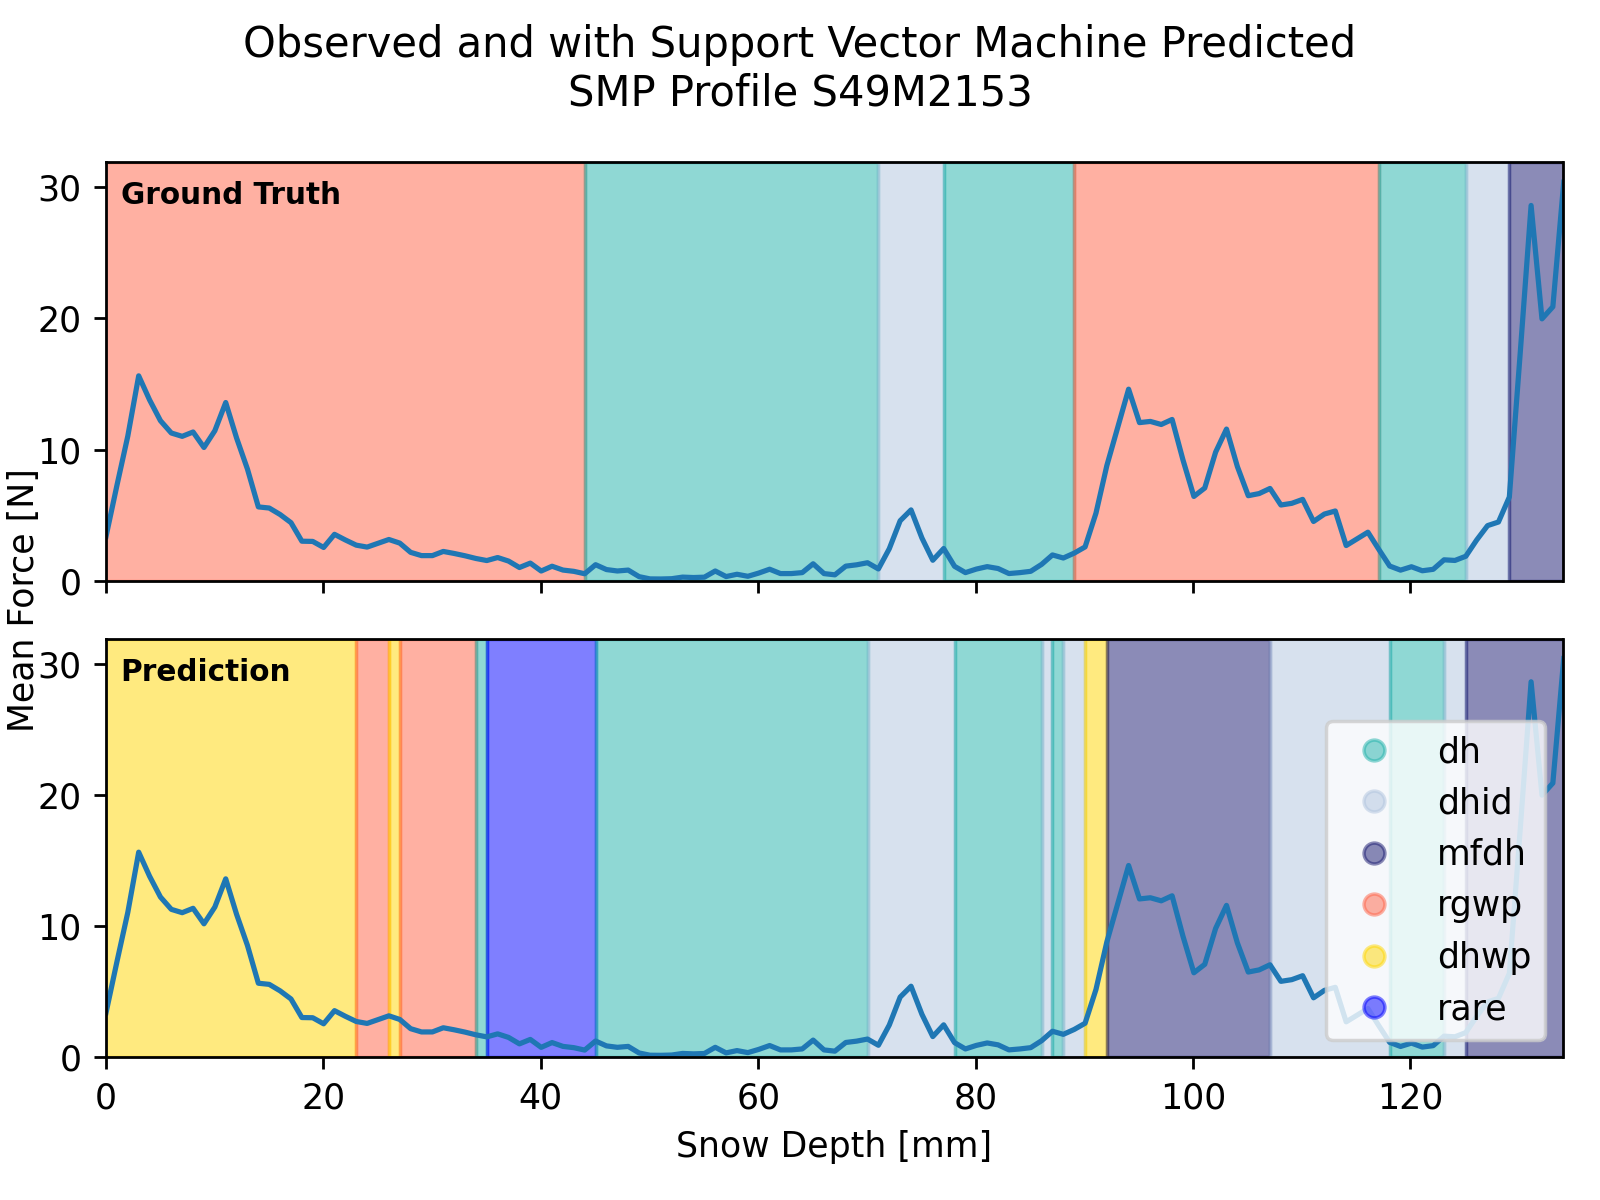 Observed and with Support Vector Machine Predicted
SMP Profile S49M2153
Mean Force [N]
30
20
10
0
Ground Truth
30
20
10
0
Prediction
dh
dhid
mfdh
rgwp
dhwp
rare
0 20 40 60 80 100 120
Snow Depth [mm]